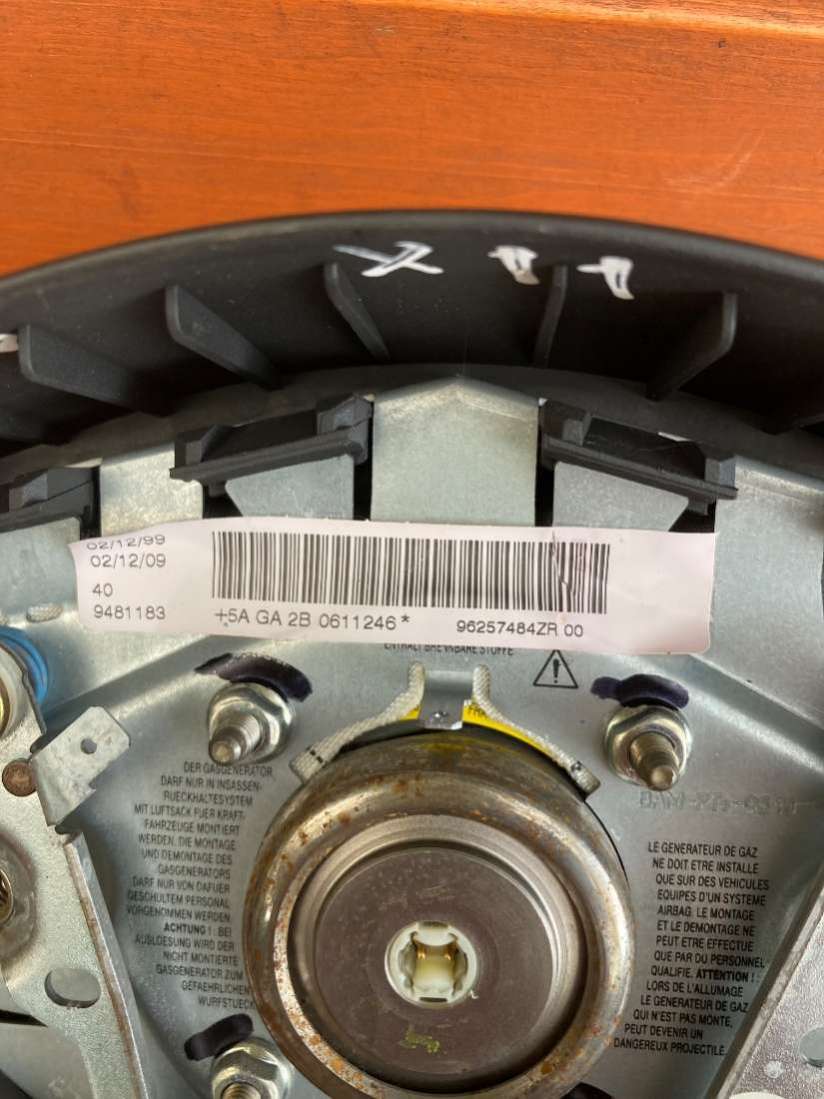 02/12/99
02/12/09
40
9481183
+5A GA 2B 0611246*
96257484ZR 00
ENTHALT BRENNBARE STOFFE
DER GASGENERATOR
DARF NUR IN INSASSEN-
RUECKHALTESYSTEM
MIT LUFTSACK FUER KRAFT-
FAHRZEUGE MONTIERT
WERDEN. DIE MONTAGE
UND DEMONTAGE DES
GASGENERATORS
DARF NUR VON DAFUER
GESCHULTEM PERSONAL
VORGENOMMEN WERDEN.
ACHTUNG ! : BEI
AUSLOESUNG WIRD DER
NICHT MONTIERTE
GASGENERATOR ZUM
GEFAEHRLICHEN
WURFSTUECK
LE GENERATEUR DE GAZ
NE DOIT ETRE INSTALLE
QUE SUR DES VEHICULES
EQUIPES D'UN SYSTEME
AIRBAG. LE MONTAGE
ET LE DEMONTAGE NE
PEUT ETRE EFFECTUE
QUE PAR DU PERSONNEL
QUALIFIE. ATTENTION ! :
LORS DE L'ALLUMAGE
LE GENERATEUR DE GAZ
QUI N'EST PAS MONTE,
PEUT DEVENIR UN
DANGEREUX PROJECTILE.